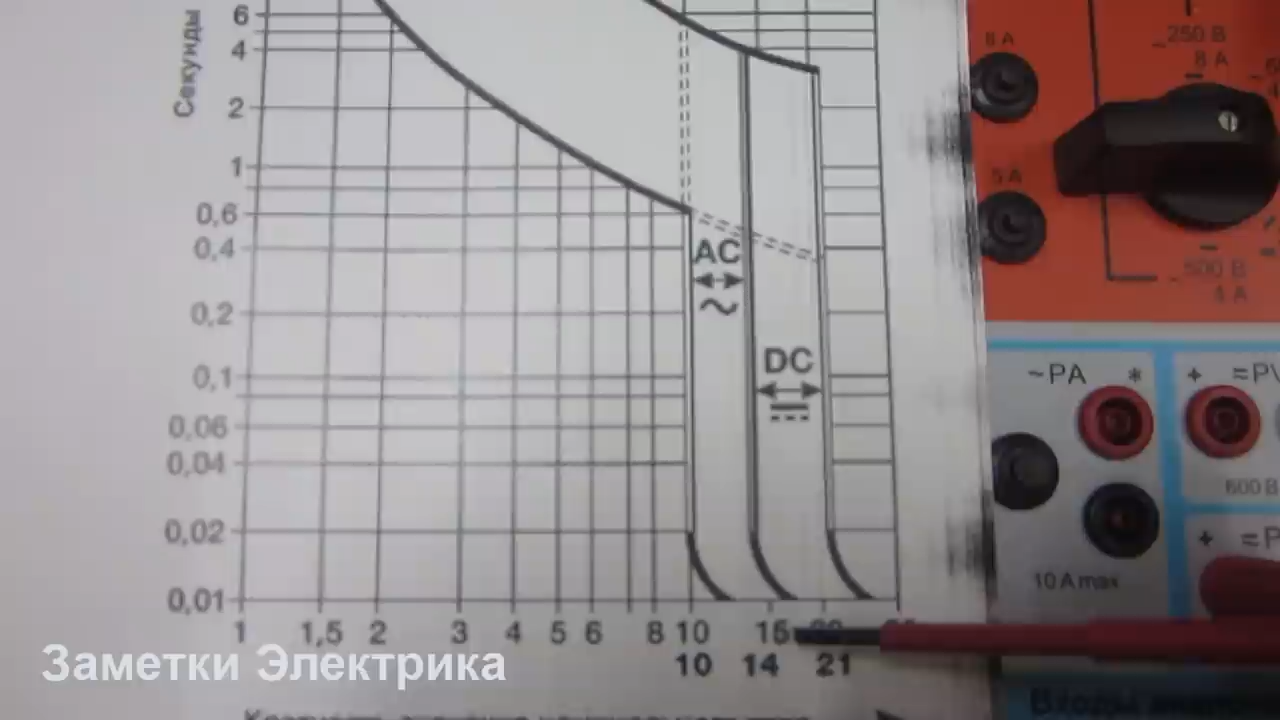 Секунды
6
4
2
1
0,6
0,4
0,2
0,1
0,06
0,04
0,02
0,01
AC
DC
1 1,5 2 3 4 5 6 8 10 15
10 14 21
Заметки Электрика
8 А
5 А
~250 В
8 А
~500 В
4 А
~PA *
+ =PV
600 В
10 A max
+ =P
Входы